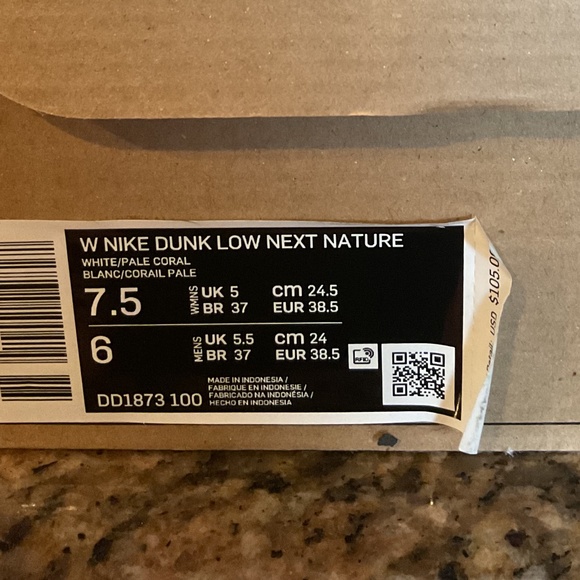 W NIKE DUNK LOW NEXT NATURE
WHITE/PALE CORAL
BLANC/CORAIL PALE
7.5 WMNS UK 5 cm 24.5
BR 37 EUR 38.5
6 MENS UK 5.5 cm 24
BR 37 EUR 38.5
RFID
DD1873 100
MADE IN INDONESIA /
FABRIQUE EN INDONESIE /
FABRICADO NA INDONÉSIA /
HECHO EN INDONESIA
USD $105.0